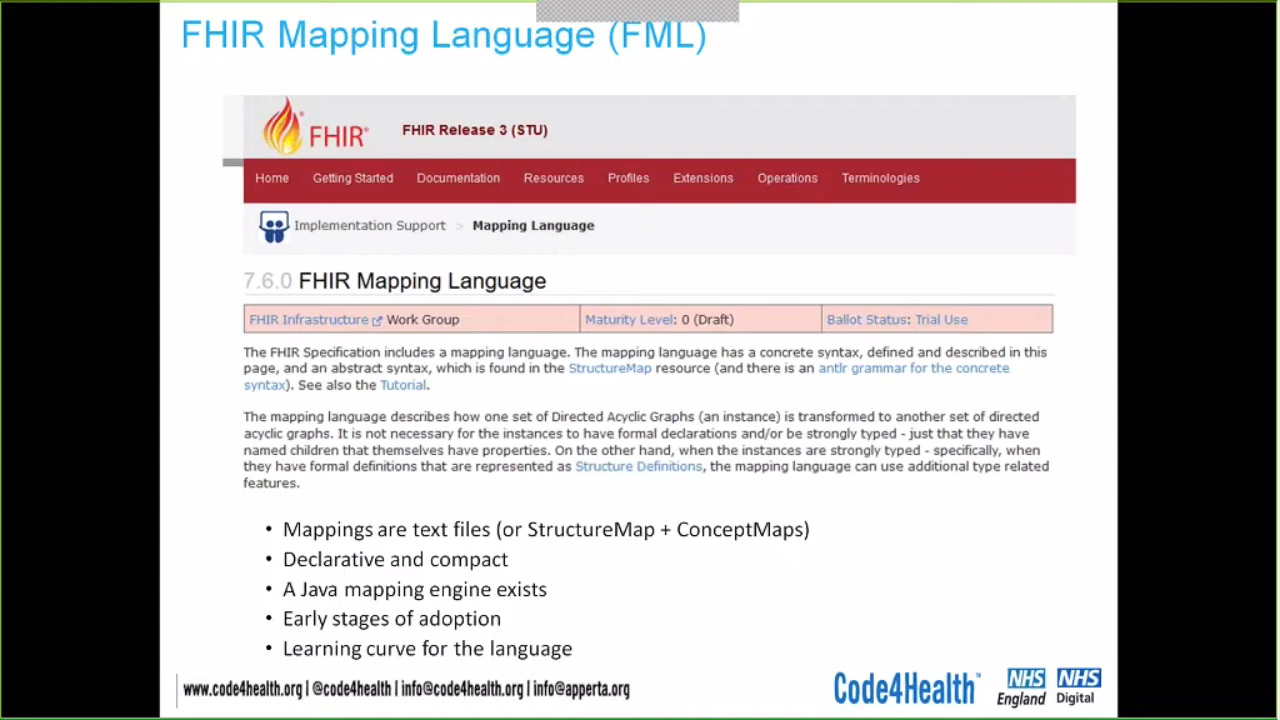 FHIR Mapping Language (FML)
FHIR® FHIR Release 3 (STU)
Home Getting Started Documentation Resources Profiles Extensions Operations Terminologies
Implementation Support > Mapping Language
7.6.0 FHIR Mapping Language
FHIR Infrastructure Work Group Maturity Level: 0 (Draft) Ballot Status: Trial Use
The FHIR Specification includes a mapping language. The mapping language has a concrete syntax, defined and described in this
page, and an abstract syntax, which is found in the StructureMap resource (and there is an antlr grammar for the concrete
syntax). See also the Tutorial.
The mapping language describes how one set of Directed Acyclic Graphs (an instance) is transformed to another set of directed
acyclic graphs. It is not necessary for the instances to have formal declarations and/or be strongly typed - just that they have
named children that themselves have properties. On the other hand, when the instances are strongly typed - specifically, when
they have formal definitions that are represented as Structure Definitions, the mapping language can use additional type related
features.
• Mappings are text files (or StructureMap + ConceptMaps)
• Declarative and compact
• A Java mapping engine exists
• Early stages of adoption
• Learning curve for the language
www.code4health.org | @code4health | info@code4health.org | info@apperta.org
Code4Health™
NHS England
NHS Digital